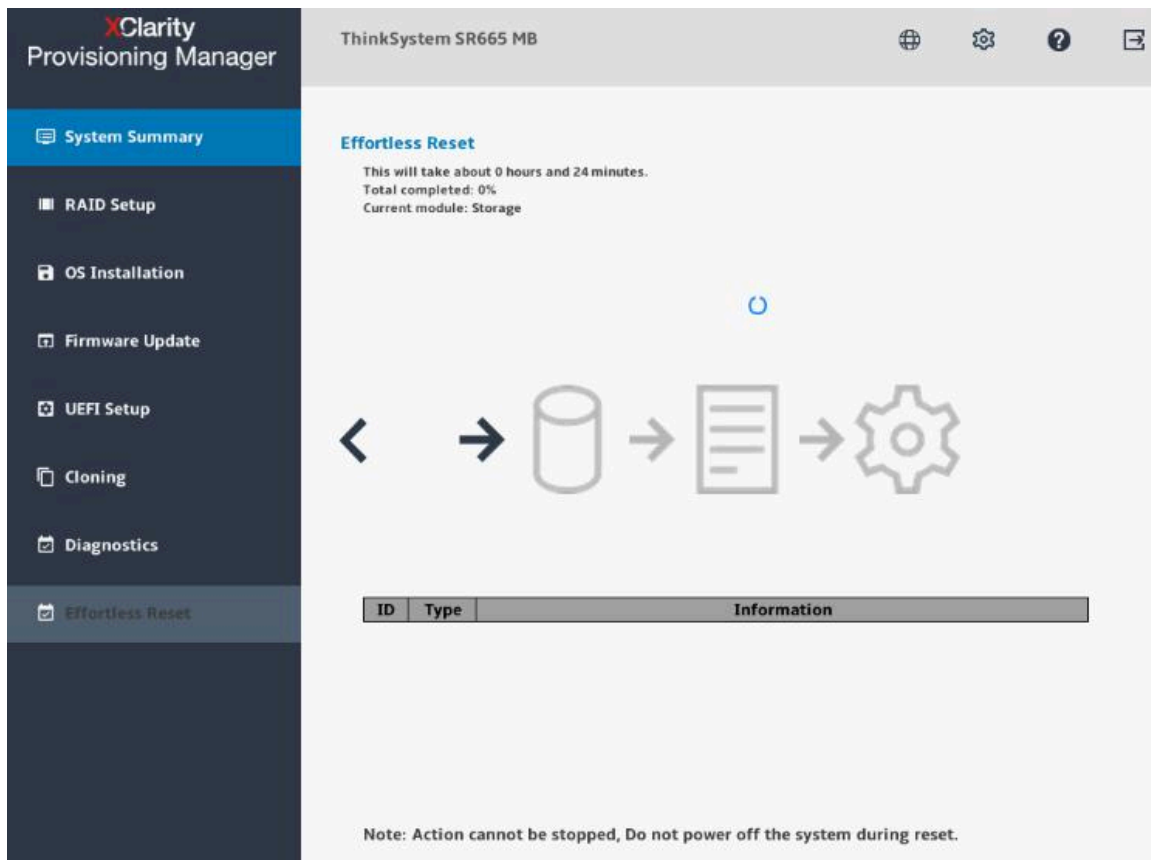 XClarity
Provisioning Manager
ThinkSystem SR665 MB
System Summary
RAID Setup
OS Installation
Firmware Update
UEFI Setup
Cloning
Diagnostics
Effortless Reset
Effortless Reset
This will take about 0 hours and 24 minutes.
Total completed: 0%
Current module: Storage
ID Type Information
Note: Action cannot be stopped, Do not power off the system during reset.